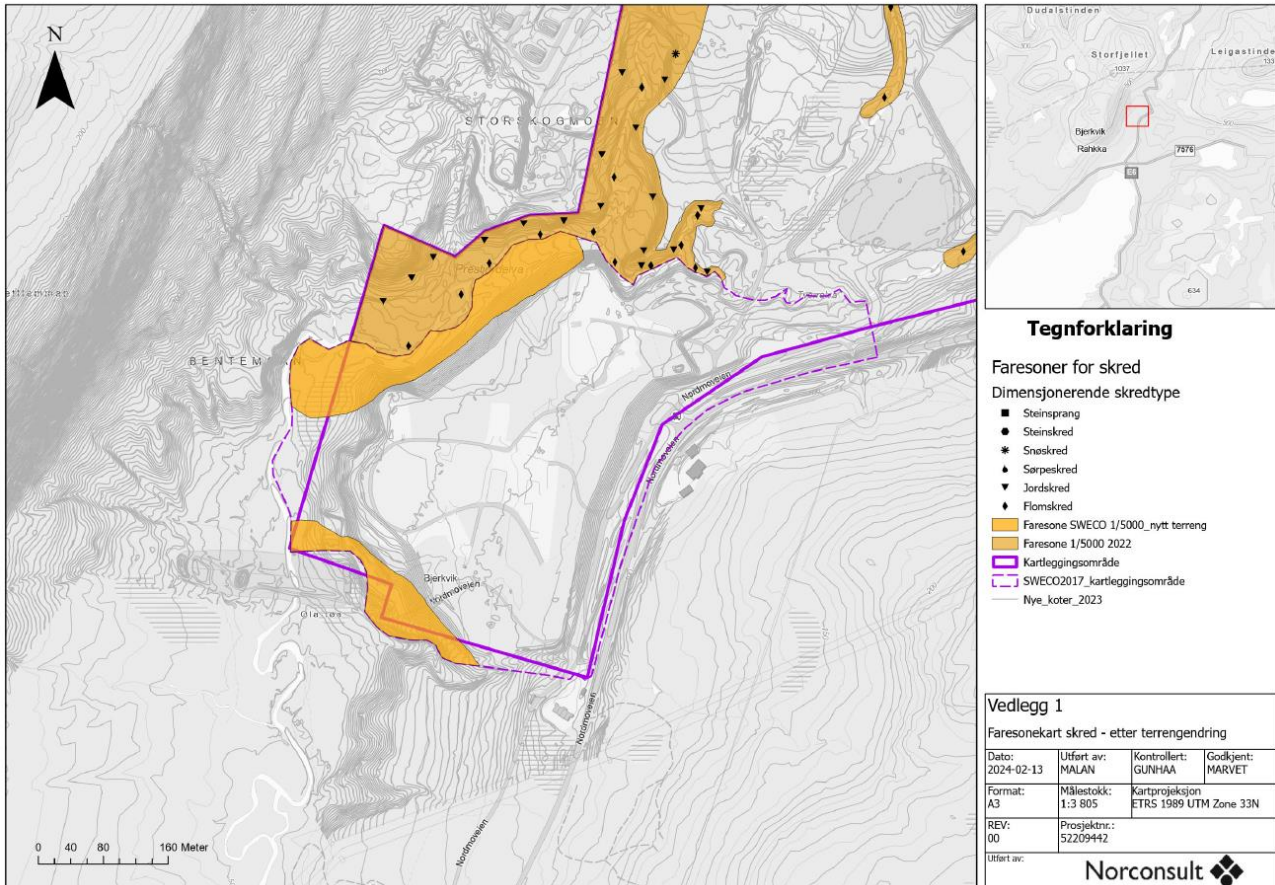 N
STORSKOGMOEN
Prestjordelva
BENTEMOEN
Nordmoveien
Nordmoveien
Bjerkvik
Nordmoveien
Nordmoveien
Nordmoveien
0 40 80 160 Meter
Dudalstinden
Storfjellet
1037
Leigastinden
Bjerkvik
Rahkka
7576
E6
634
Tegnforklaring
Faresoner for skred
Dimensjonerende skredtype
Steinsprang
Steinskred
Snøskred
Sørpeskred
Jordskred
Flomskred
Faresone SWECO 1/5000_nytt terreng
Faresone 1/5000 2022
Kartleggingsområde
SWECO2017_kartleggingsområde
Nye_koter_2023
Vedlegg 1
Faresonekart skred - etter terrengendring
Dato: Utført av: Kontrollert: Godkjent:
2024-02-13 MALAN GUNHAA MARVET
Format: Målestokk: Kartprojeksjon
A3 1:3 805 ETRS 1989 UTM Zone 33N
REV: Prosjektnr.:
00 52209442
Utført av:
Norconsult